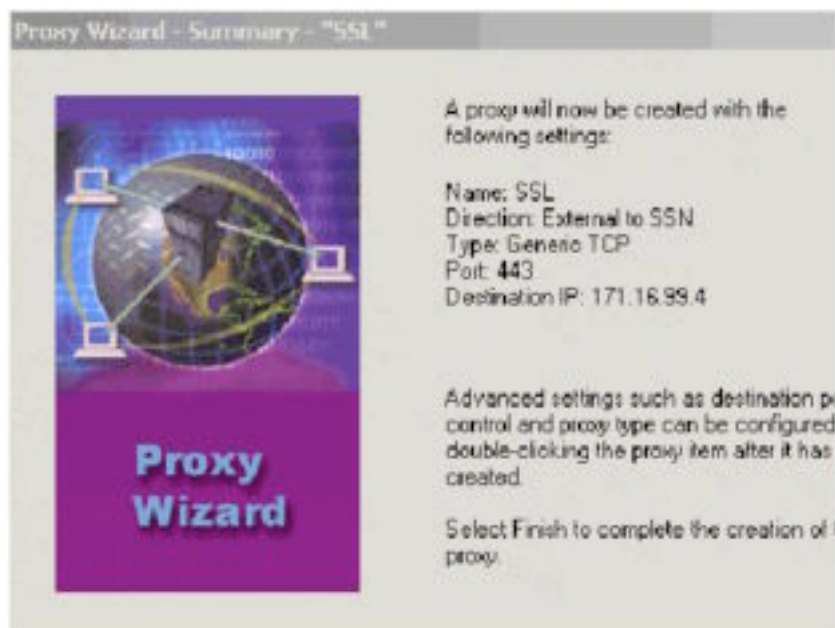 Proxy Wizard - Summary - "SSL"
A proxy will now be created with the
following settings:
Name: SSL
Direction: External to SSN
Type: Generic TCP
Port: 443
Destination IP: 171.16.99.4
Advanced settings such as destination
control and proxy type can be configured
double-clicking the proxy item after it has
created.
Select Finish to complete the creation of
proxy.
Proxy
Wizard